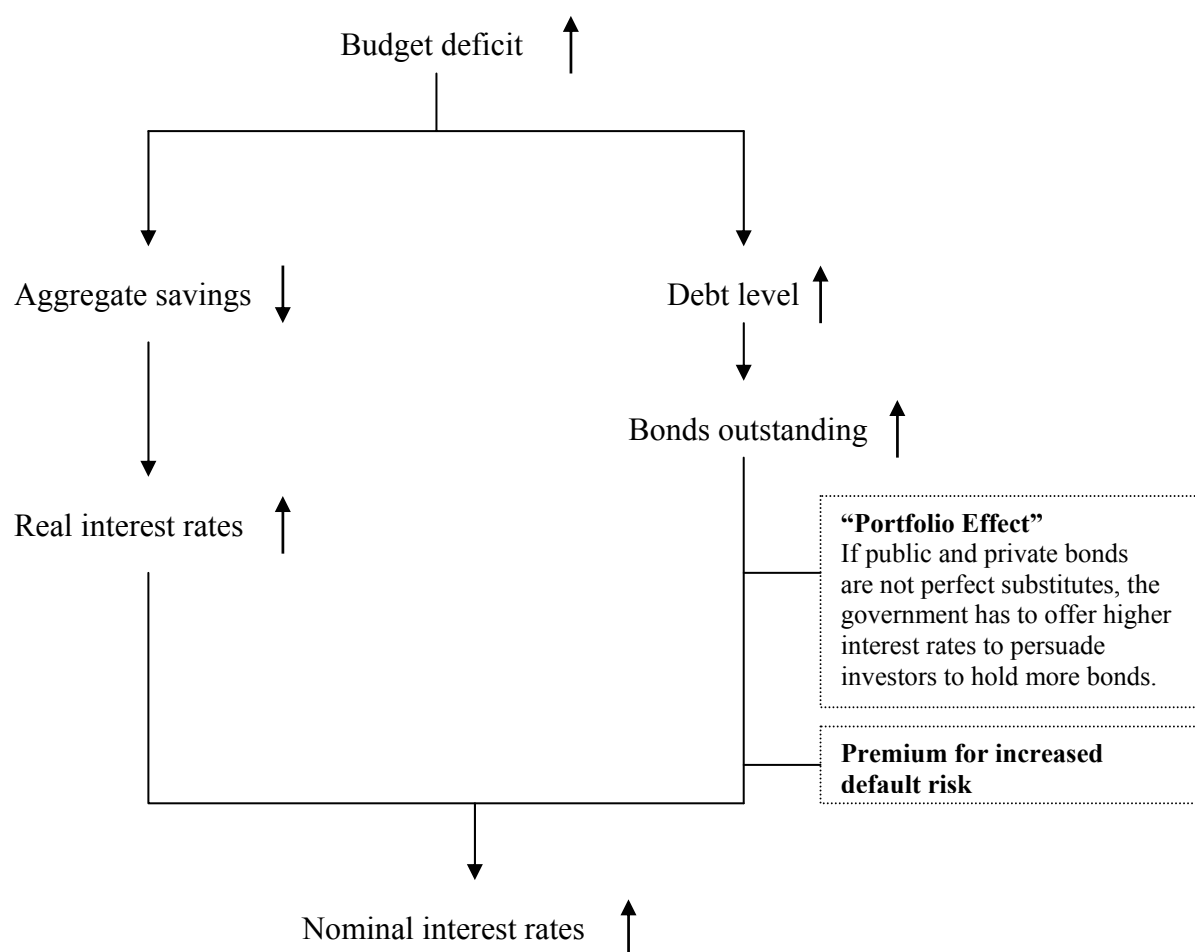 Budget deficit
Aggregate savings
Debt level
Bonds outstanding
Real interest rates
“Portfolio Effect”
If public and private bonds
are not perfect substitutes, the
government has to offer higher
interest rates to persuade
investors to hold more bonds.
Premium for increased
default risk
Nominal interest rates